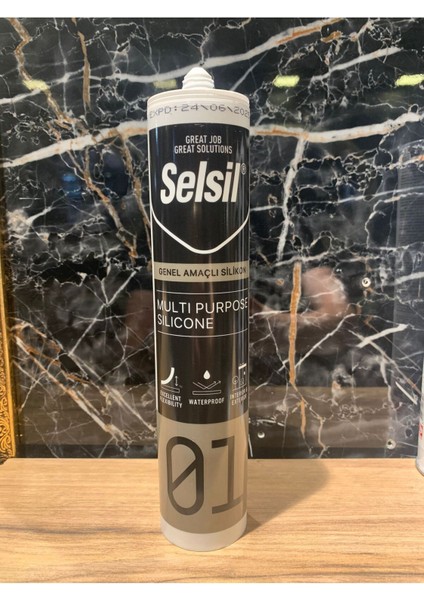 EXPD:24\06\202
GREAT JOB
GREAT SOLUTIONS
Selsil®
GENEL AMAÇLI SİLİKON
MULTI PURPOSE
SILICONE
EXCELLENT
FLEXIBILITY
WATERPROOF
01